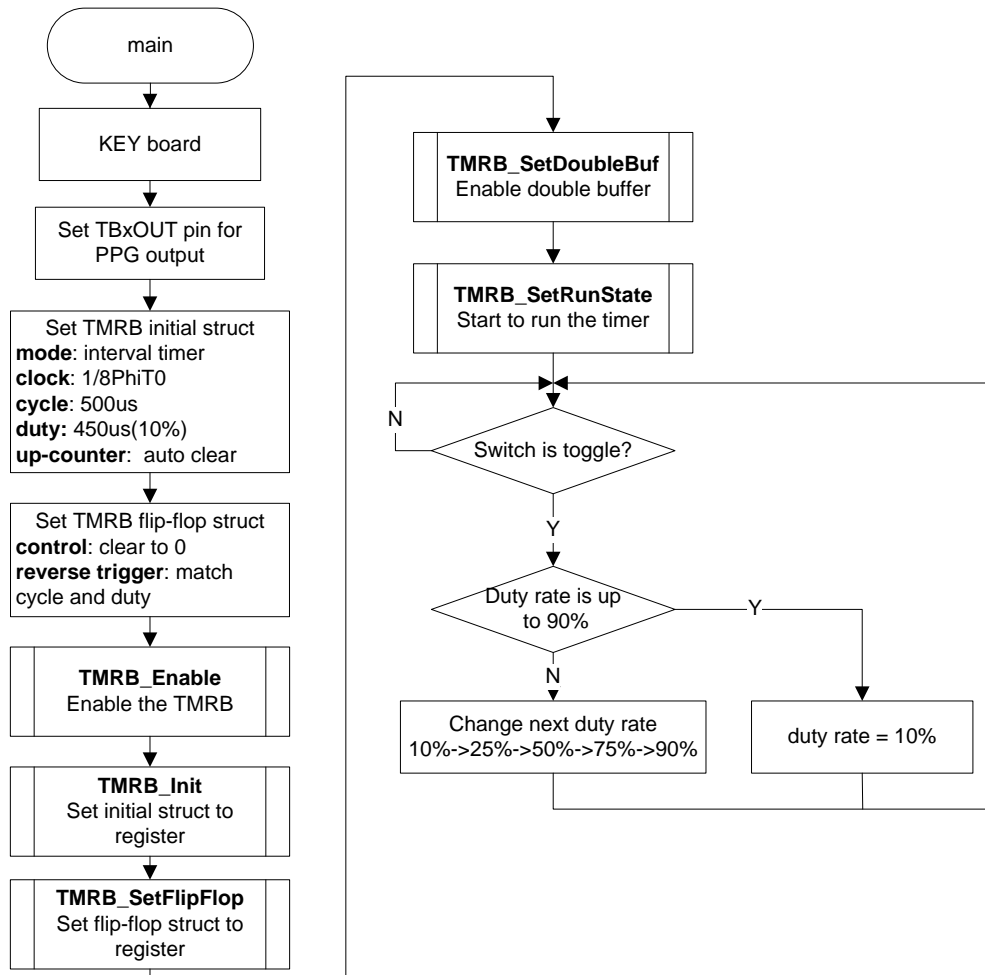 main
KEY board
Set TBxOUT pin for
PPG output
Set TMRB initial struct
mode: interval timer
clock: 1/8PhiT0
cycle: 500us
duty: 450us(10%)
up-counter:  auto clear
Set TMRB flip-flop struct
control: clear to 0
reverse trigger: match
cycle and duty
TMRB_Enable
Enable the TMRB
TMRB_Init
Set initial struct to
register
TMRB_SetFlipFlop
Set flip-flop struct to
register
TMRB_SetDoubleBuf
Enable double buffer
TMRB_SetRunState
Start to run the timer
N
Switch is toggle?
Y
Duty rate is up
to 90%
Y
N
Change next duty rate
10%->25%->50%->75%->90%
duty rate = 10%